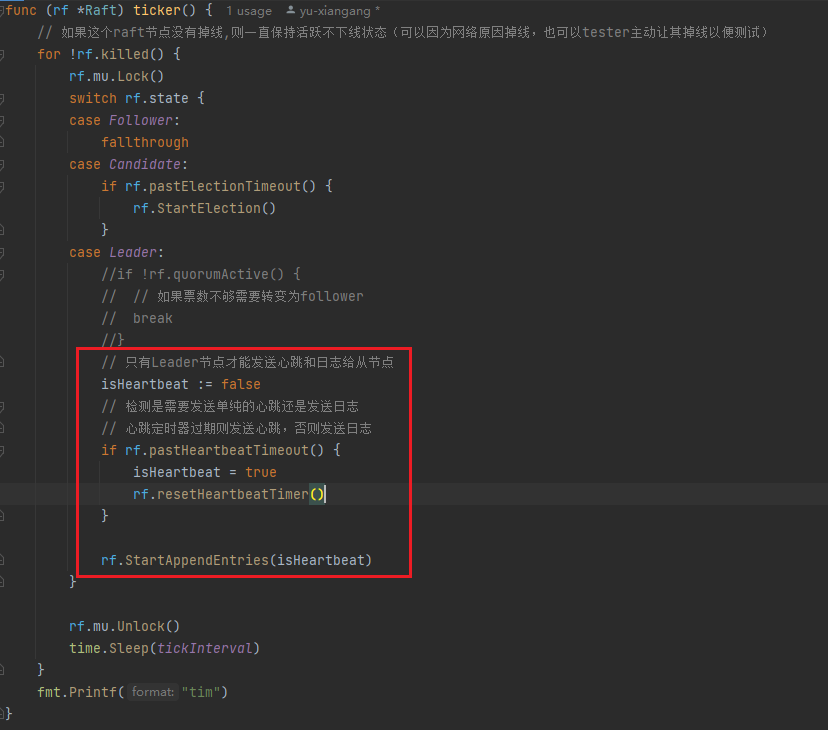 func (rf *Raft) ticker() { 1 usage yu-xiangang *
// 如果这个raft节点没有掉线,则一直保持活跃不下线状态（可以因为网络原因掉线，也可以tester主动让其掉线以便测试）
for !rf.killed() {
rf.mu.Lock()
switch rf.state {
case Follower:
fallthrough
case Candidate:
if rf.pastElectionTimeout() {
rf.StartElection()
}
case Leader:
//if !rf.quorumActive() {
// // 如果票数不够需要转变为follower
// break
//}
// 只有Leader节点才能发送心跳和日志给从节点
isHeartbeat := false
// 检测是需要发送单纯的心跳还是发送日志
// 心跳定时器过期则发送心跳，否则发送日志
if rf.pastHeartbeatTimeout() {
isHeartbeat = true
rf.resetHeartbeatTimer()
}
rf.StartAppendEntries(isHeartbeat)
}
rf.mu.Unlock()
time.Sleep(tickInterval)
}
fmt.Printf( format: "tim")
}